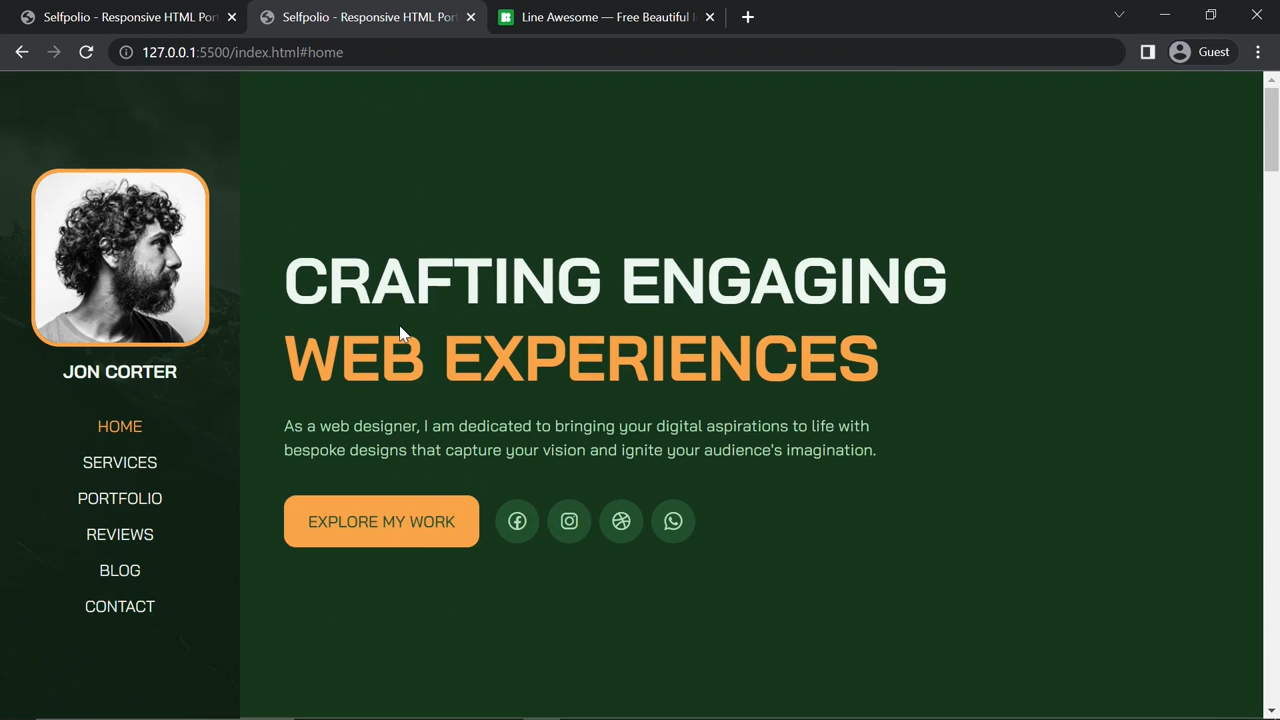 Selfpolio - Responsive HTML Por
Selfpolio - Responsive HTML Por
Line Awesome — Free Beautiful
127.0.0.1:5500/index.html#home
Guest
JON CORTER
HOME
SERVICES
PORTFOLIO
REVIEWS
BLOG
CONTACT
CRAFTING ENGAGING
WEB EXPERIENCES
As a web designer, I am dedicated to bringing your digital aspirations to life with
bespoke designs that capture your vision and ignite your audience's imagination.
EXPLORE MY WORK